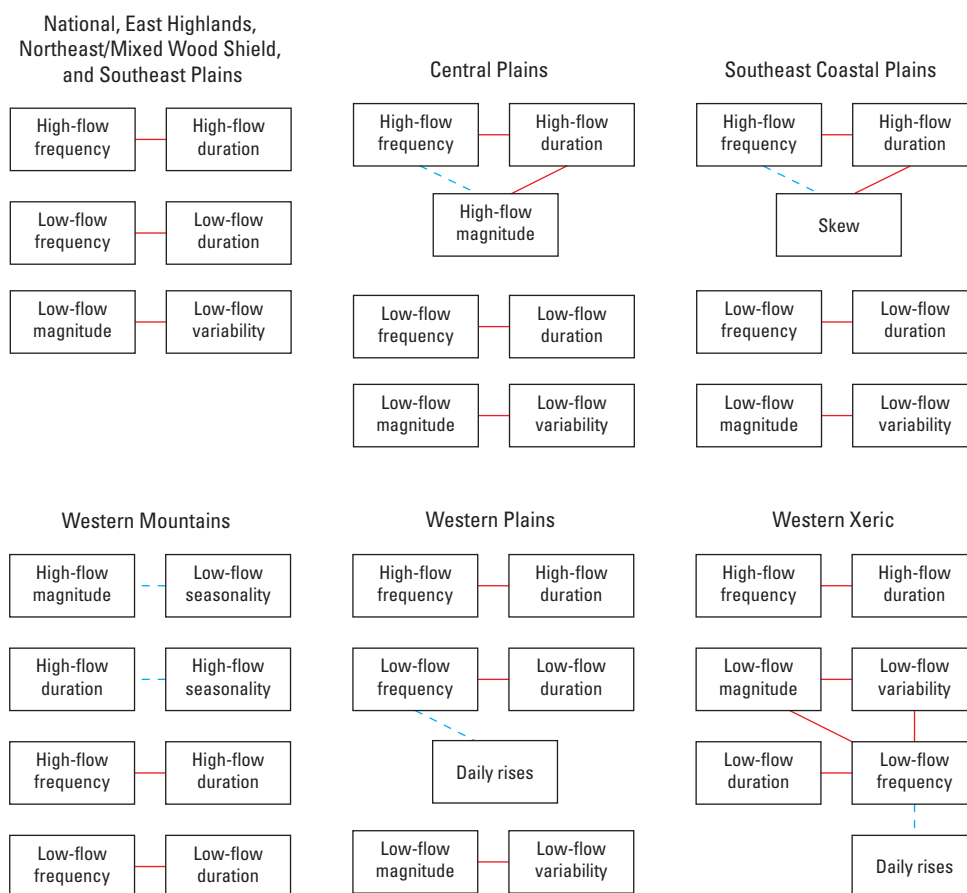 National, East Highlands,
Northeast/Mixed Wood Shield,
and Southeast Plains
High-flow
frequency
High-flow
duration
Low-flow
frequency
Low-flow
duration
Low-flow
magnitude
Low-flow
variability
Central Plains
High-flow
frequency
High-flow
duration
High-flow
magnitude
Low-flow
frequency
Low-flow
duration
Low-flow
magnitude
Low-flow
variability
Southeast Coastal Plains
High-flow
frequency
High-flow
duration
Skew
Low-flow
frequency
Low-flow
duration
Low-flow
magnitude
Low-flow
variability
Western Mountains
High-flow
magnitude
Low-flow
seasonality
High-flow
duration
High-flow
seasonality
High-flow
frequency
High-flow
duration
Low-flow
frequency
Low-flow
duration
Western Plains
High-flow
frequency
High-flow
duration
Low-flow
frequency
Low-flow
duration
Daily rises
Low-flow
magnitude
Low-flow
variability
Western Xeric
High-flow
frequency
High-flow
duration
Low-flow
magnitude
Low-flow
variability
Low-flow
duration
Low-flow
frequency
Daily rises